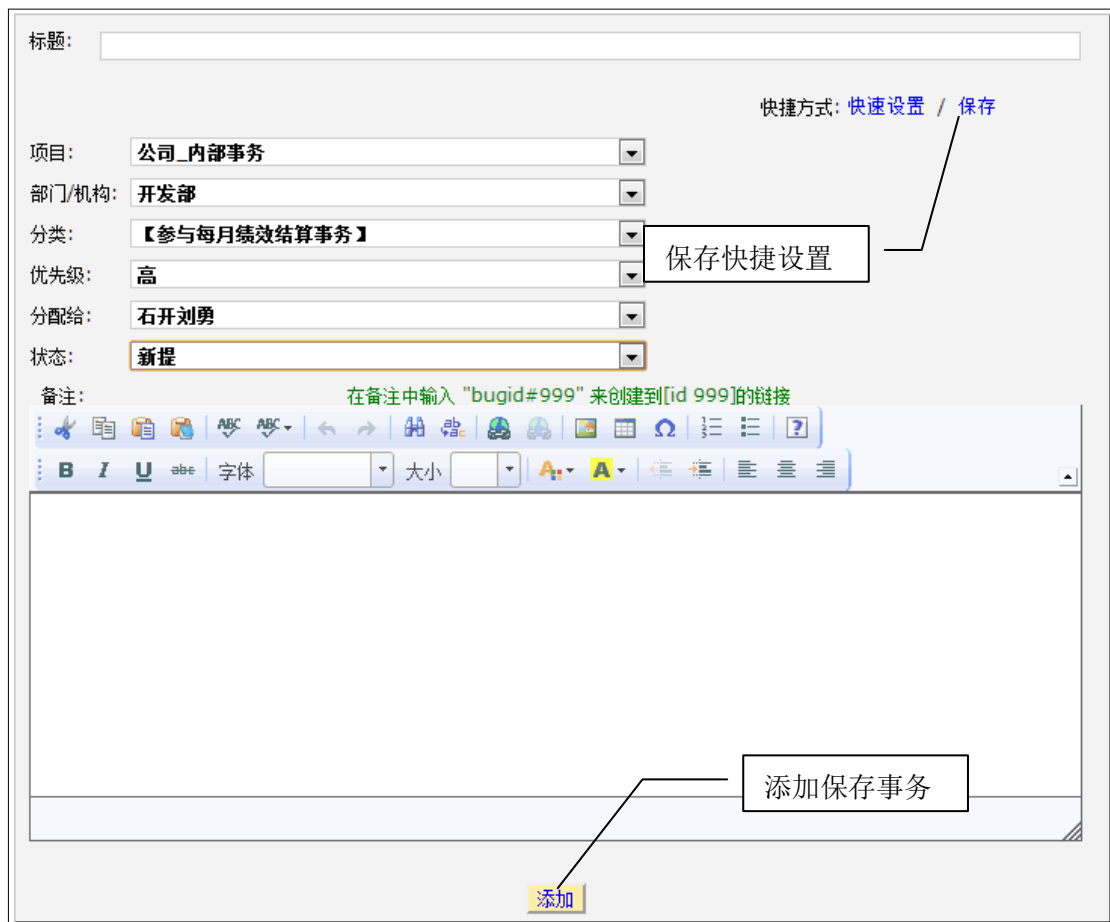 标题:
快捷方式: 快速设置 / 保存
项目: 公司_内部事务
部门/机构: 开发部
分类: 【参与每月绩效结算事务】
保存快捷设置
优先级: 高
分配给: 石开刘勇
状态: 新提
备注: 在备注中输入 "bugid#999" 来创建到[id 999]的链接
ABC ABC
B I U abc 字体 大小 A A
添加保存事务
添加